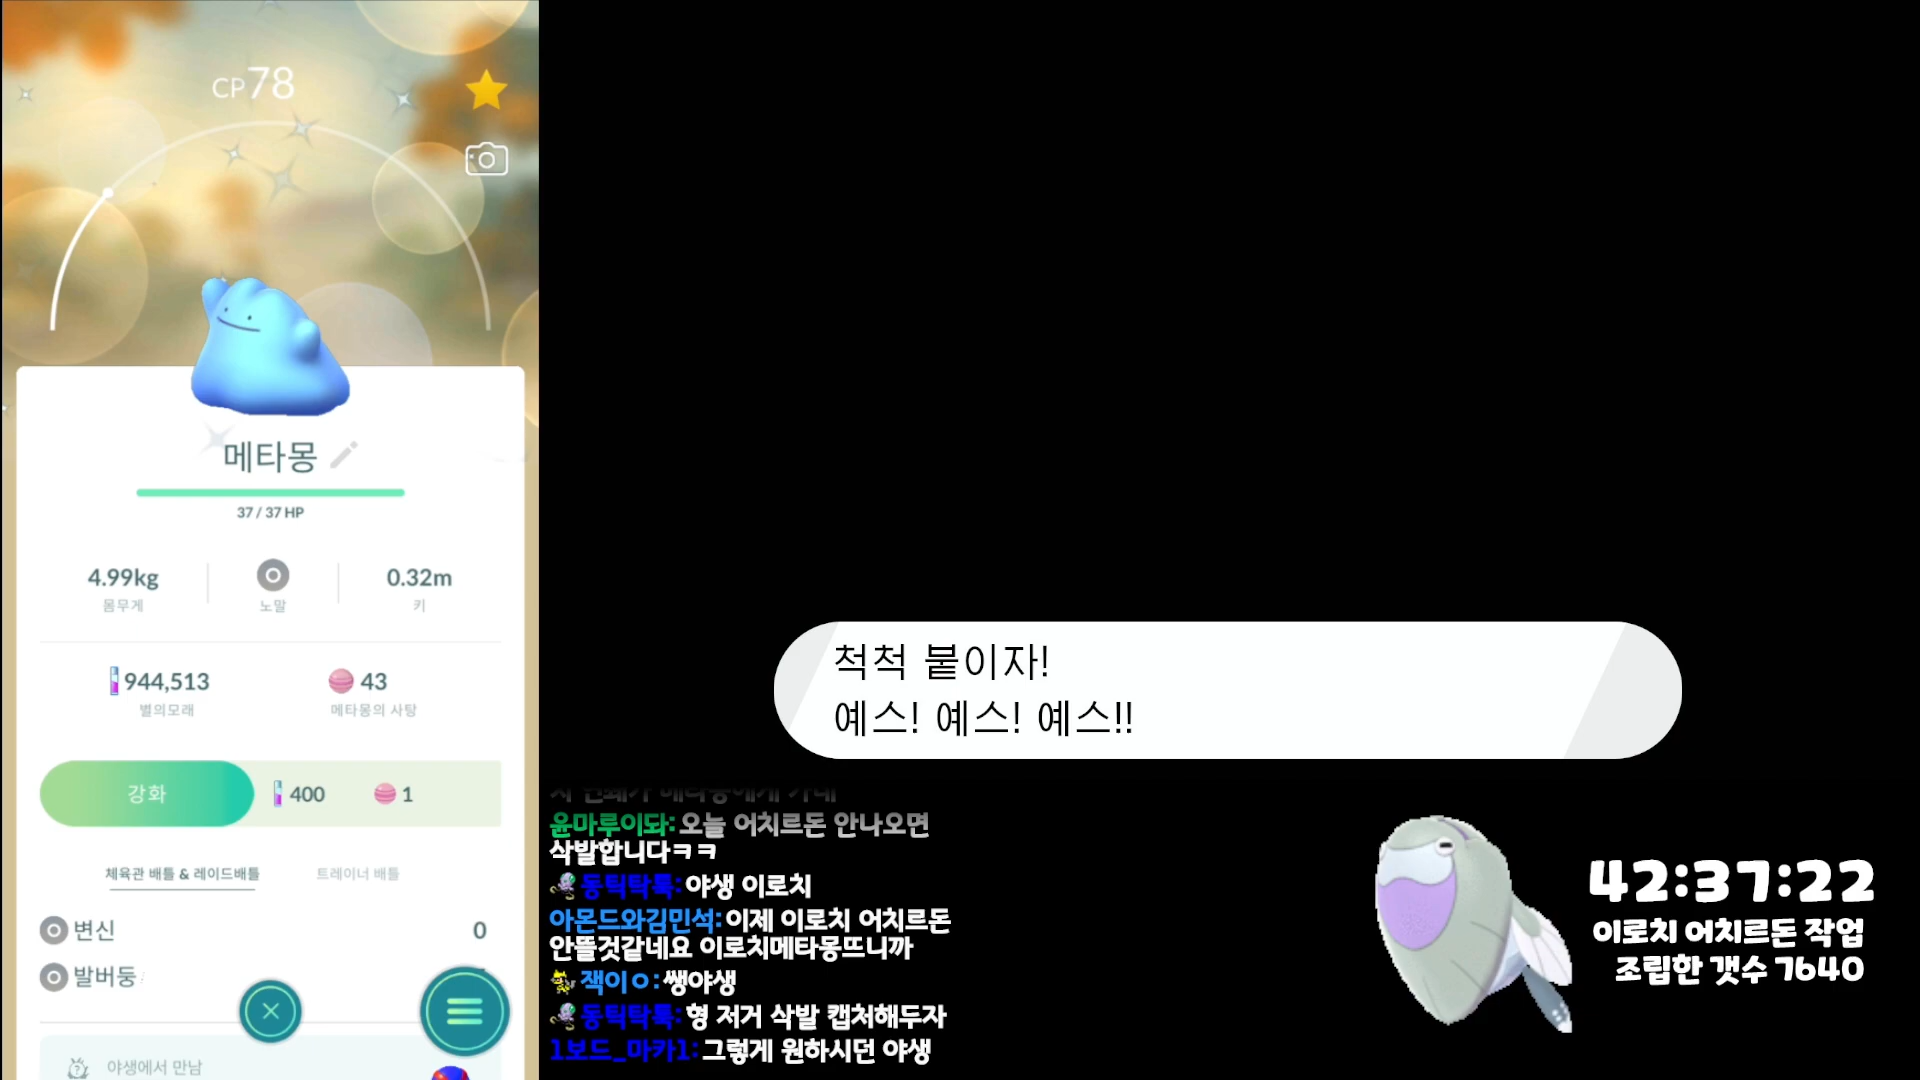 CP78
메타몽
37 / 37 HP
4.99kg
몸무게
노말
0.32m
키
944,513
별의모래
43
메타몽의 사탕
강화
400
1
체육관 배틀 & 레이드배틀
트레이너 배틀
변신
0
발버둥
야생에서 만남
척척 붙이자!
예스! 예스! 예스!!
윤마루이돠: 오늘 어치르돈 안나오면
삭발합니다ㅋㅋ
동틱탁톡: 야생 이로치
아몬드와김민석: 이제 이로치 어치르돈
안뜰것같네요 이로치메타몽뜨니까
잭이ㅇ: 쌩야생
동틱탁톡: 형 저거 삭발 캡처해두자
1보드_마카1: 그렇게 원하시던 야생
42:37:22
이로치 어치르돈 작업
조립한 갯수 7640